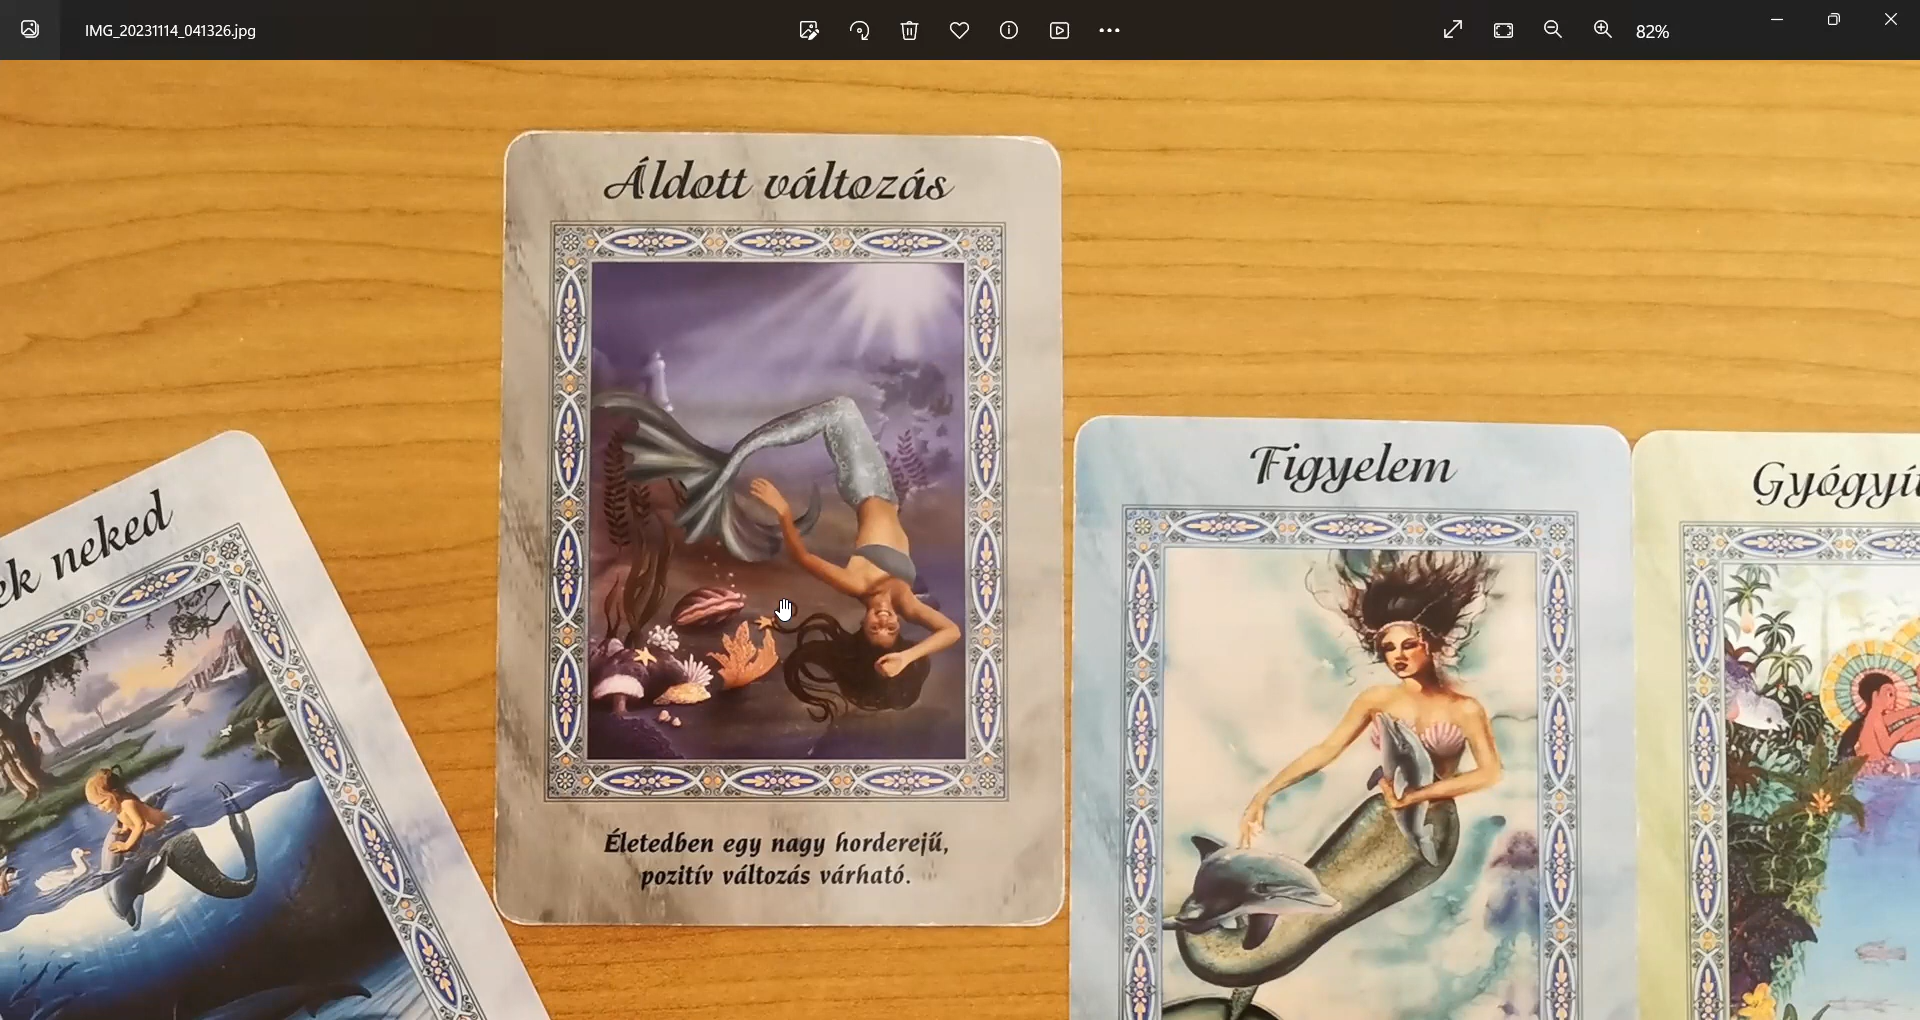 IMG_20231114_041326.jpg
82%
Áldott változás
Életedben egy nagy horderejű,
pozitív változás várható.
neked
Figyelem